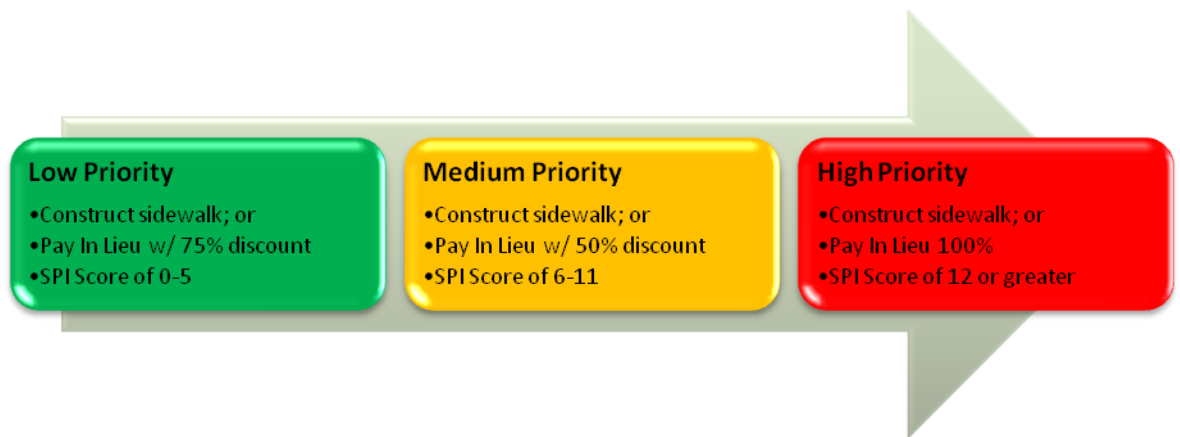 Low Priority
•Construct sidewalk; or
•Pay In Lieu w/ 75% discount
•SPI Score of 0-5
Medium Priority
•Construct sidewalk; or
•Pay In Lieu w/ 50% discount
•SPI Score of 6-11
High Priority
•Construct sidewalk; or
•Pay In Lieu 100%
•SPI Score of 12 or greater